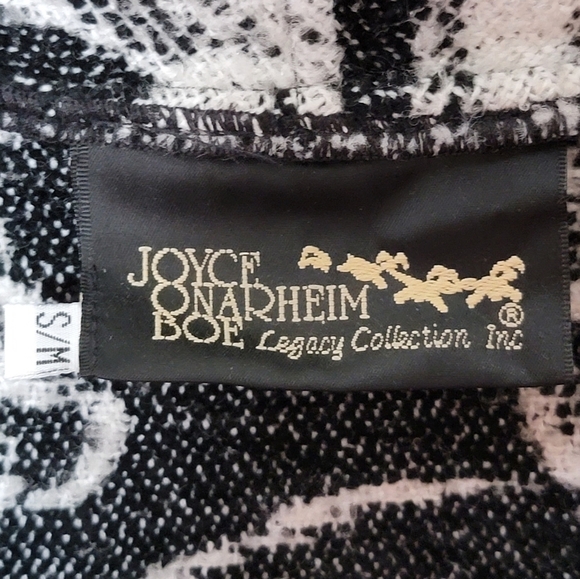 JOYCE
ONARHEIM
BOE Legacy Collection Inc ®
S/M